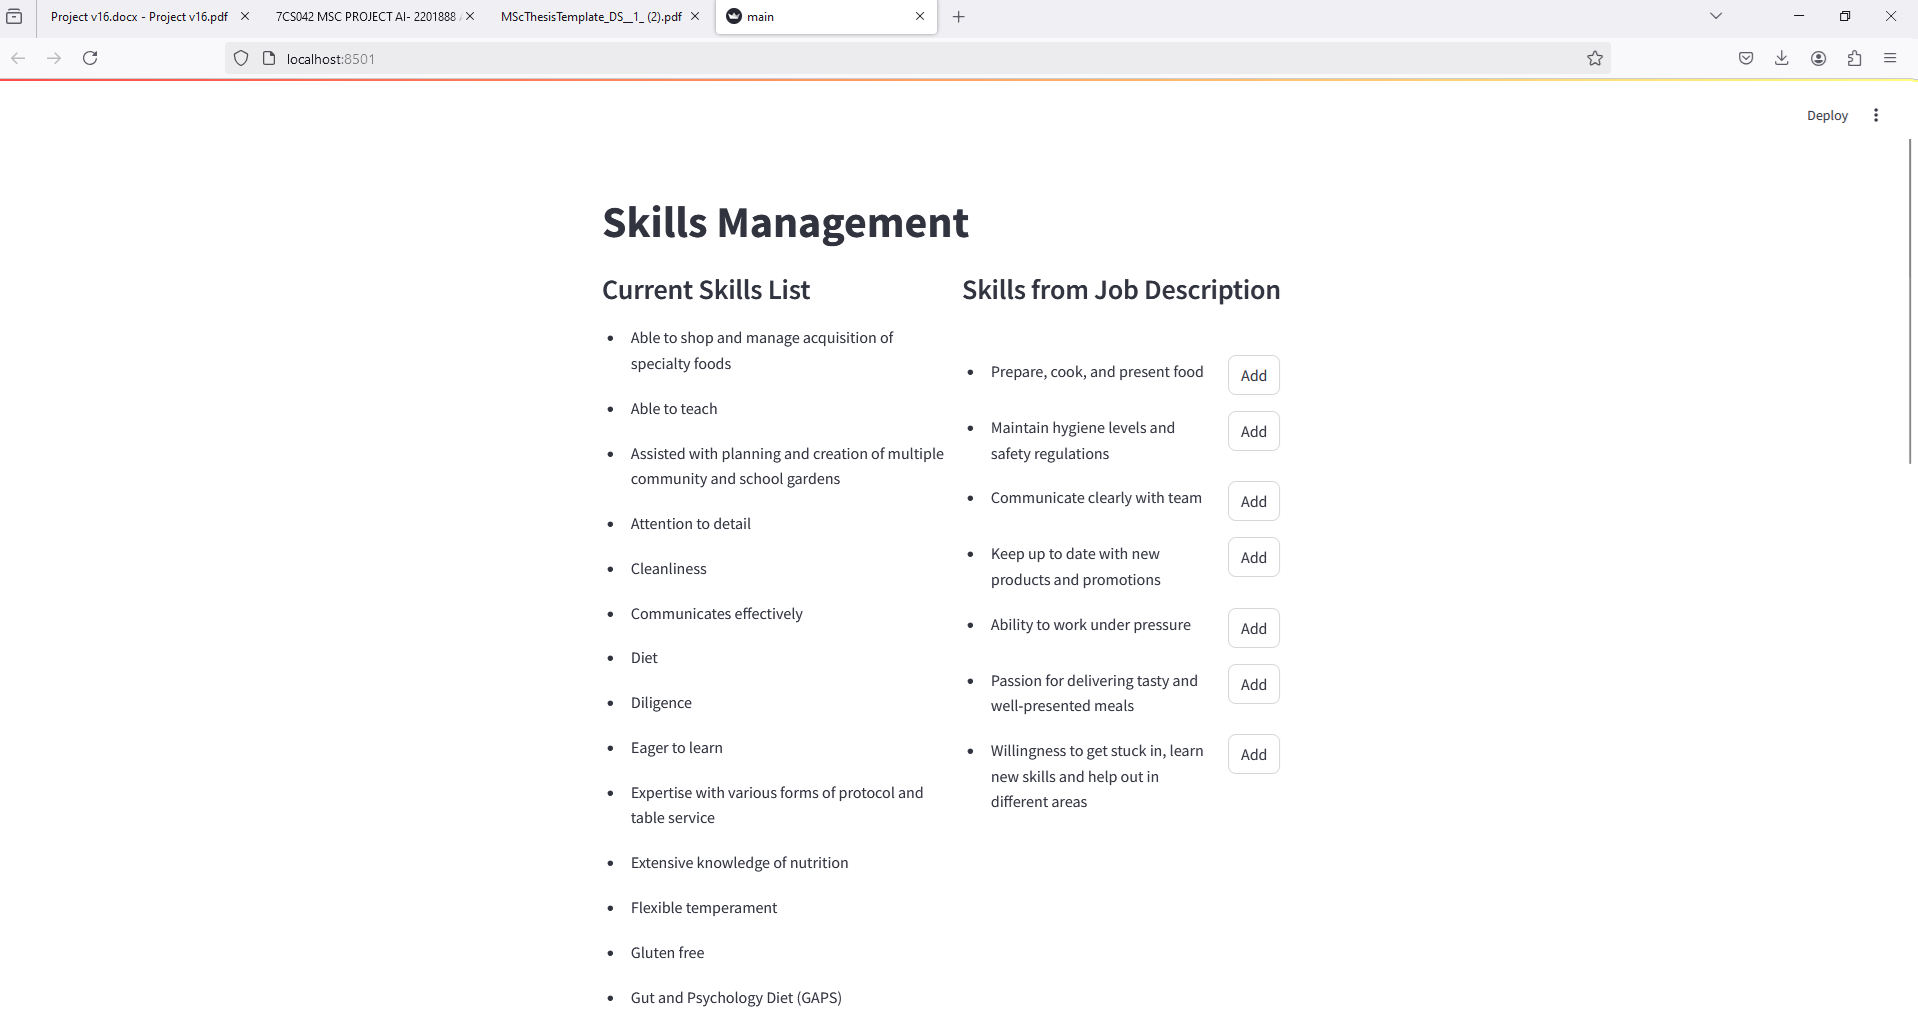 Project v16.docx - Project v16.pdf
7CS042 MSC PROJECT AI- 2201888
MScThesisTemplate_DS__1_ (2).pdf
main
localhost:8501
Deploy
Skills Management
Current Skills List
Able to shop and manage acquisition of
specialty foods
Able to teach
Assisted with planning and creation of multiple
community and school gardens
Attention to detail
Cleanliness
Communicates effectively
Diet
Diligence
Eager to learn
Expertise with various forms of protocol and
table service
Extensive knowledge of nutrition
Flexible temperament
Gluten free
Gut and Psychology Diet (GAPS)
Skills from Job Description
Prepare, cook, and present food
Add
Maintain hygiene levels and
safety regulations
Add
Communicate clearly with team
Add
Keep up to date with new
products and promotions
Add
Ability to work under pressure
Add
Passion for delivering tasty and
well-presented meals
Add
Willingness to get stuck in, learn
new skills and help out in
different areas
Add